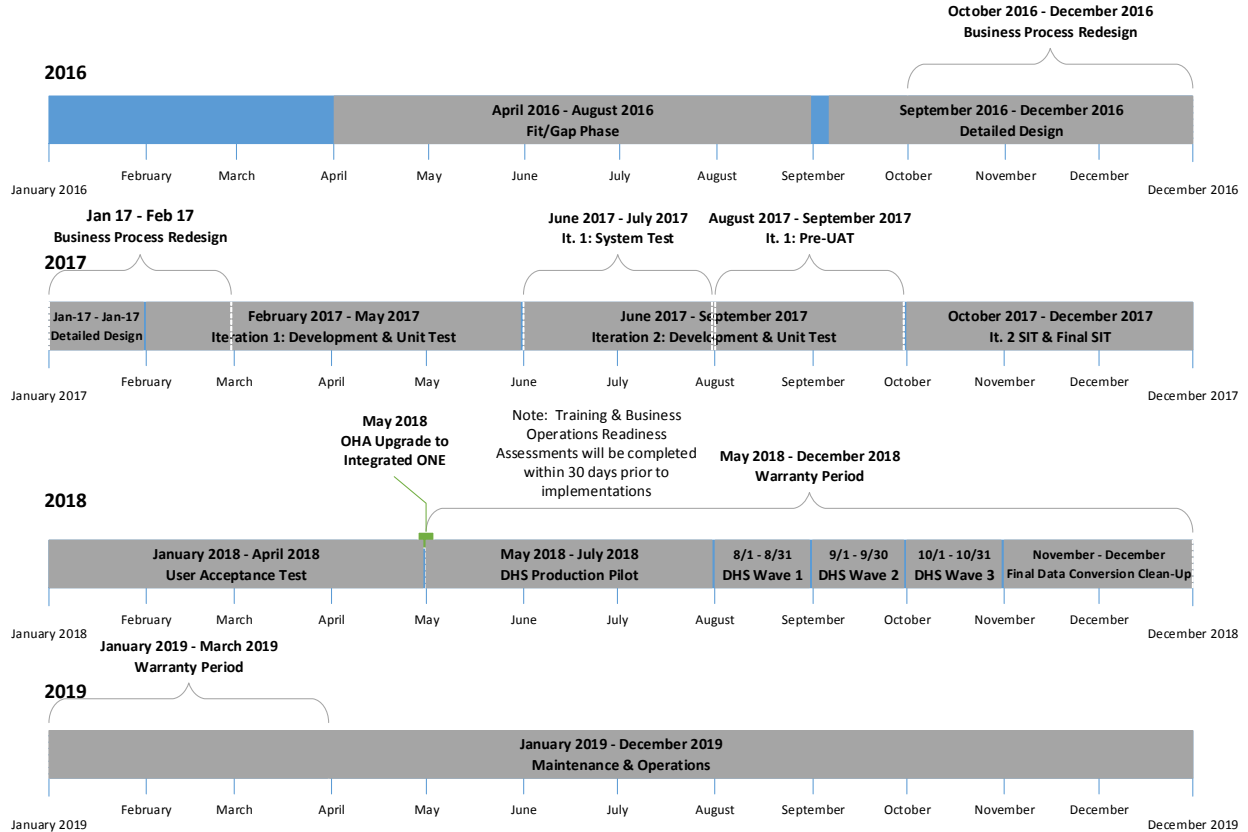 October 2016 - December 2016
Business Process Redesign
2016
April 2016 - August 2016
Fit/Gap Phase
September 2016 - December 2016
Detailed Design
January 2016
February
March
April
May
June
July
August
September
October
November
December
December 2016
Jan 17 - Feb 17
Business Process Redesign
June 2017 - July 2017
It. 1: System Test
August 2017 - September 2017
It. 1: Pre-UAT
2017
Jan-17 - Jan-17
Detailed Design
February 2017 - May 2017
Iteration 1: Development & Unit Test
June 2017 - September 2017
Iteration 2: Development & Unit Test
October 2017 - December 2017
It. 2 SIT & Final SIT
January 2017
February
March
April
May
June
July
August
September
October
November
December
December 2017
May 2018
OHA Upgrade to
Integrated ONE
Note: Training & Business
Operations Readiness
Assessments will be completed
within 30 days prior to
implementations
May 2018 - December 2018
Warranty Period
2018
January 2018 - April 2018
User Acceptance Test
May 2018 - July 2018
DHS Production Pilot
8/1 - 8/31
DHS Wave 1
9/1 - 9/30
DHS Wave 2
10/1 - 10/31
DHS Wave 3
November - December
Final Data Conversion Clean-Up
January 2018
February
March
April
May
June
July
August
September
October
November
December
December 2018
January 2019 - March 2019
Warranty Period
2019
January 2019 - December 2019
Maintenance & Operations
January 2019
February
March
April
May
June
July
August
September
October
November
December
December 2019